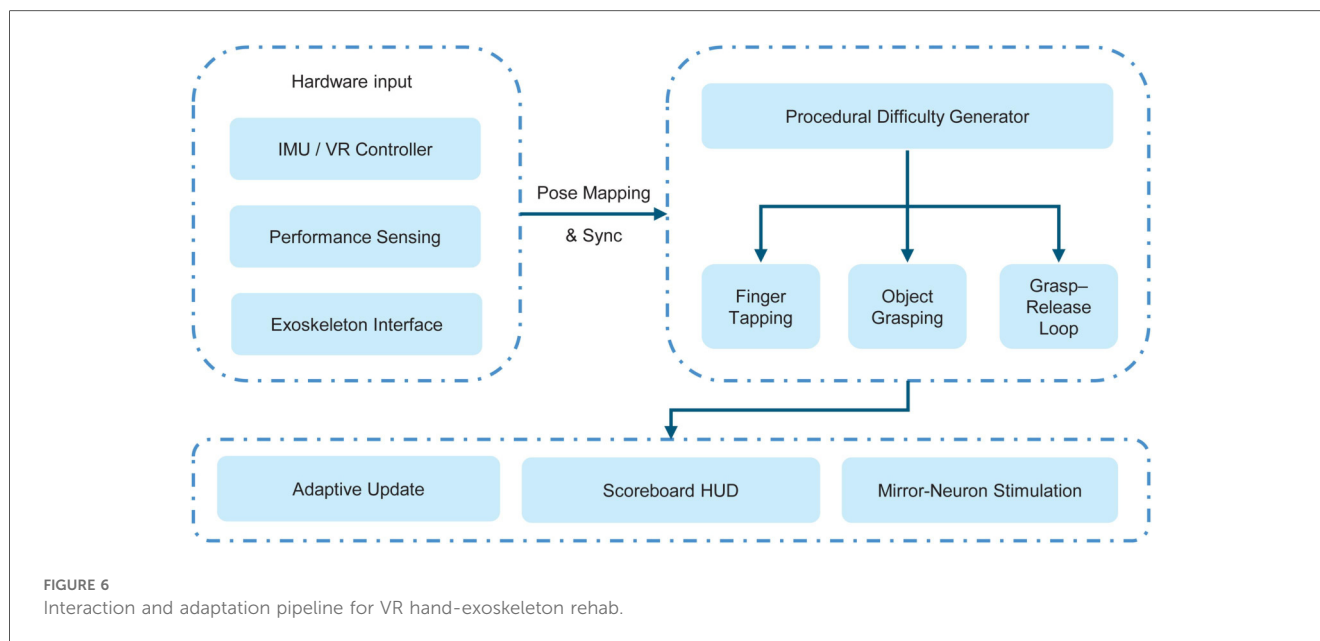 Hardware input
IMU / VR Controller
Performance Sensing
Exoskeleton Interface
Pose Mapping
& Sync
Procedural Difficulty Generator
Finger
Tapping
Object
Grasping
Grasp–
Release
Loop
Adaptive Update
Scoreboard HUD
Mirror-Neuron Stimulation
FIGURE 6
Interaction and adaptation pipeline for VR hand-exoskeleton rehab.